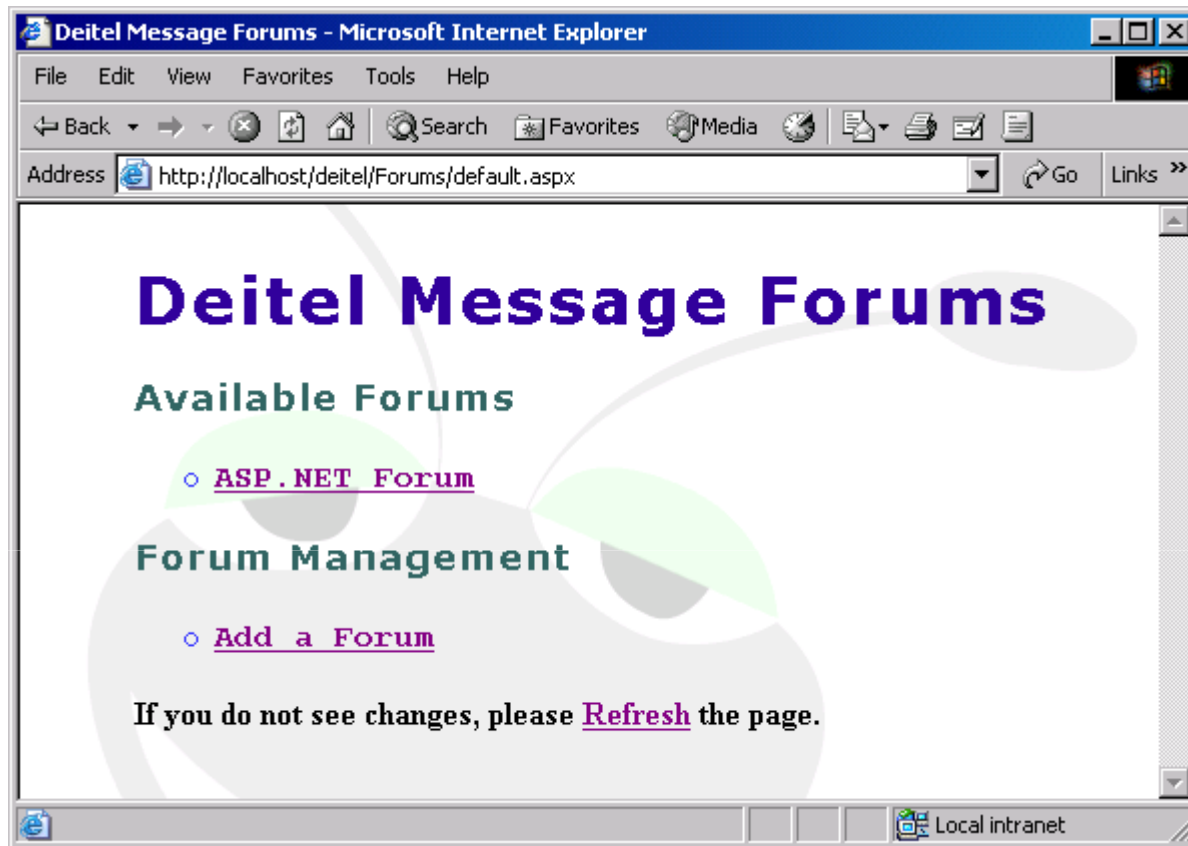 Deitel Message Forums - Microsoft Internet Explorer
File Edit View Favorites Tools Help
Back Search Favorites Media
Address http://localhost/deitel/Forums/default.aspx Go Links »
Deitel Message Forums
Available Forums
ASP.NET Forum
Forum Management
Add a Forum
If you do not see changes, please Refresh the page.
Local intranet